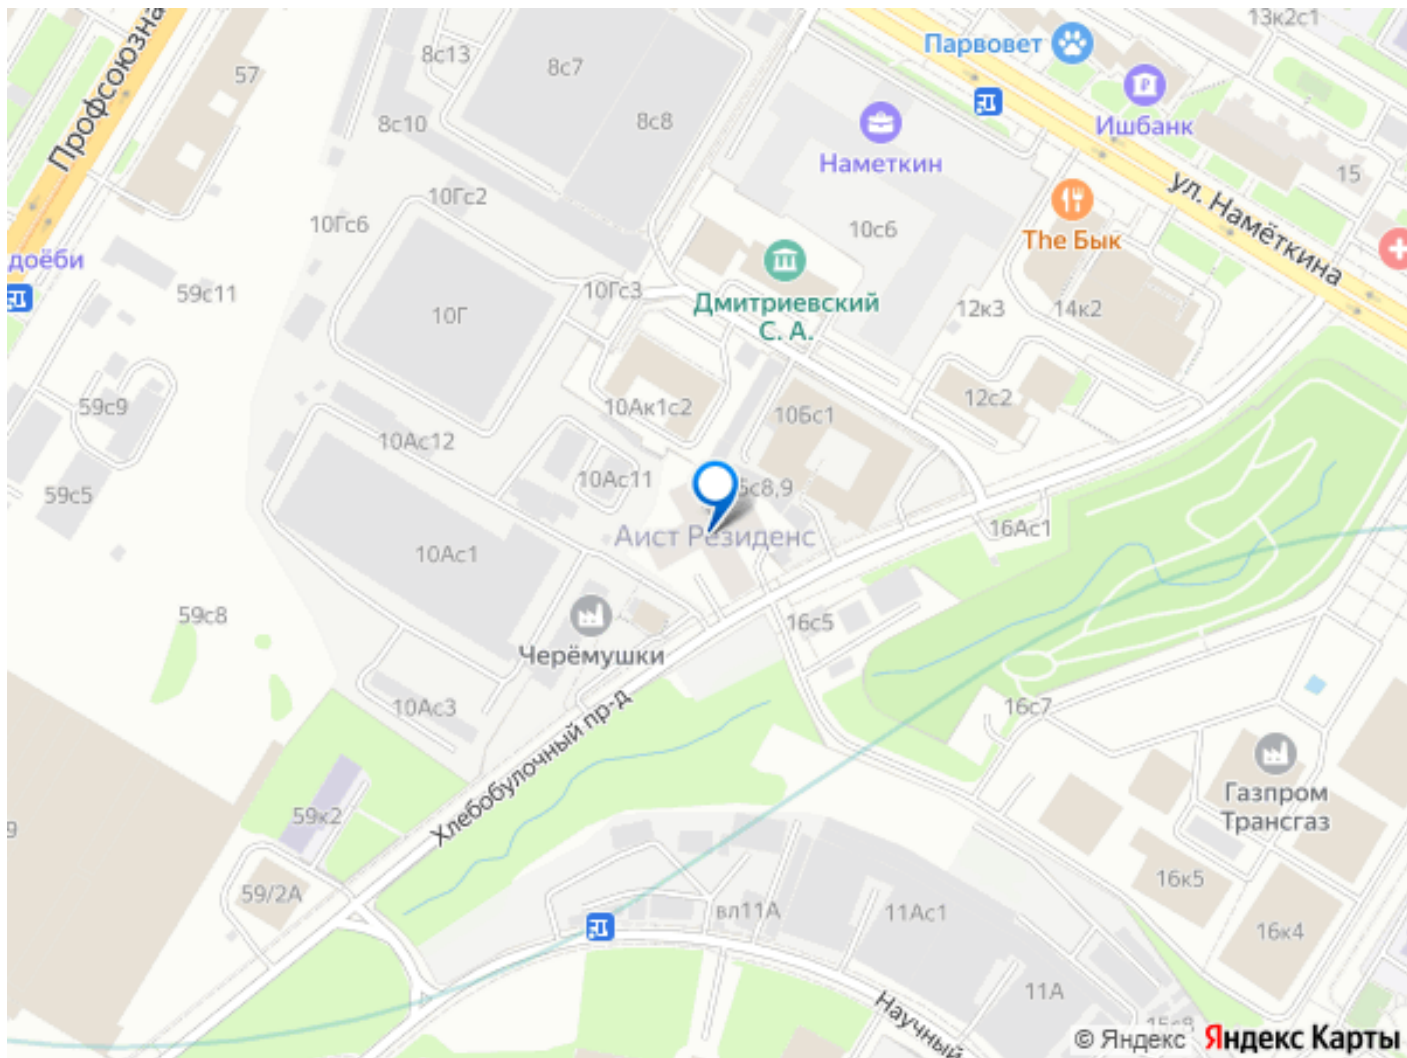 13к2с1
Парвовет
8с13
8с7
57
Профсоюзна
8с10
8с8
Ишбанк
Наметкин
15
ул. Намёткина
10Гс2
10Гс6
10с6
The Бык
доёби
59с11
10Гс3
Дмитриевский
С. А.
10Г
12к3
14к2
59с9
10Ак1с2
10Бс1
12с2
10Ас12
10Ас11
5с8,9
59с5
16Ас1
Аист Резиденс
10Ас1
59с8
16с5
Черёмушки
10Ас3
16с7
Хлебобулочный пр-д
Газпром
Трансгаз
59к2
9
16к5
59/2А
вл11А
11Ас1
16к4
11А
Научный
15с8
© Яндекс Яндекс Карты